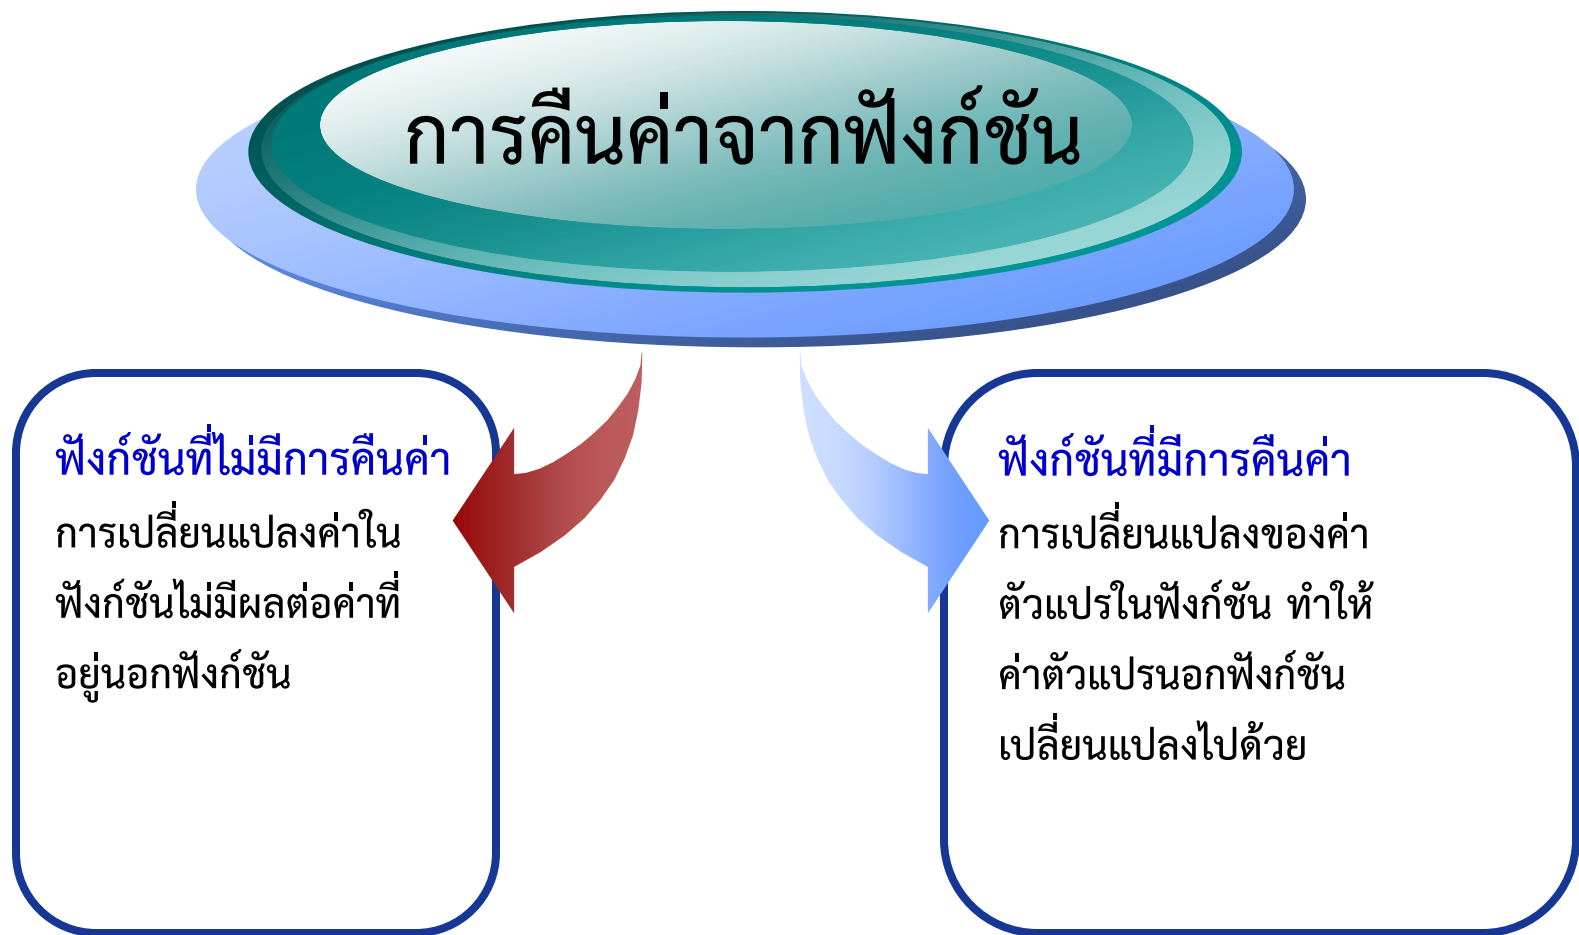 การคืนค่าจากฟังก์ชัน
ฟังก์ชันที่ไม่มีการคืนค่า
การเปลี่ยนแปลงค่าใน
ฟังก์ชันไม่มีผลต่อค่าที่
อยู่นอกฟังก์ชัน
ฟังก์ชันที่มีการคืนค่า
การเปลี่ยนแปลงของค่า
ตัวแปรในฟังก์ชัน ทำให้
ค่าตัวแปรนอกฟังก์ชัน
เปลี่ยนแปลงไปด้วย